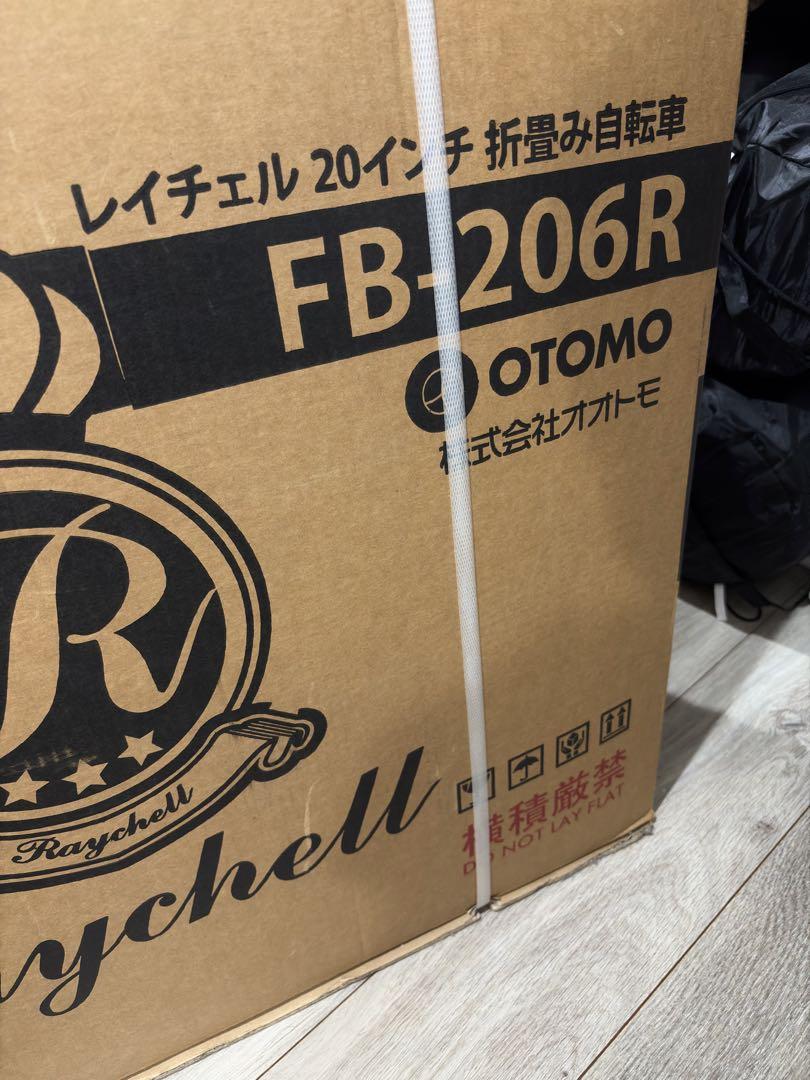 レイチェル 20インチ 折畳み自転車
FB-206R
OTOMO
株式会社オオトモ
R
Raychell
Raychell
横積厳禁
DO NOT LAY FLAT